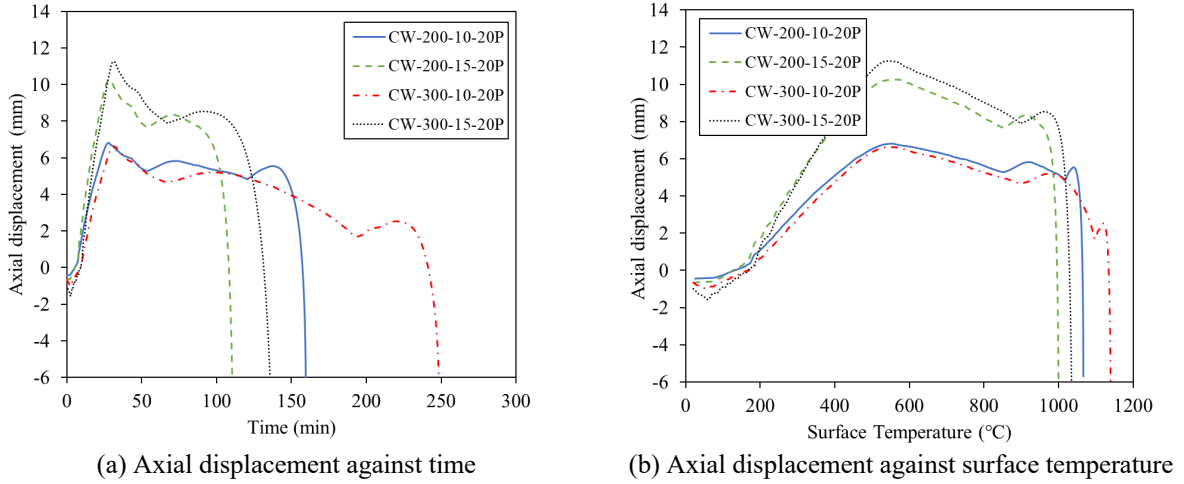 14
12
10
8
6
4
2
0
-2
-4
-6
Axial displacement (mm)
CW-200-10-20P
CW-200-15-20P
CW-300-10-20P
CW-300-15-20P
0 50 100 150 200 250 300
Time (min)
(a) Axial displacement against time
14
12
10
8
6
4
2
0
-2
-4
-6
Axial displacement (mm)
CW-200-10-20P
CW-200-15-20P
CW-300-10-20P
CW-300-15-20P
0 200 400 600 800 1000 1200
Surface Temperature (℃)
(b) Axial displacement against surface temperature